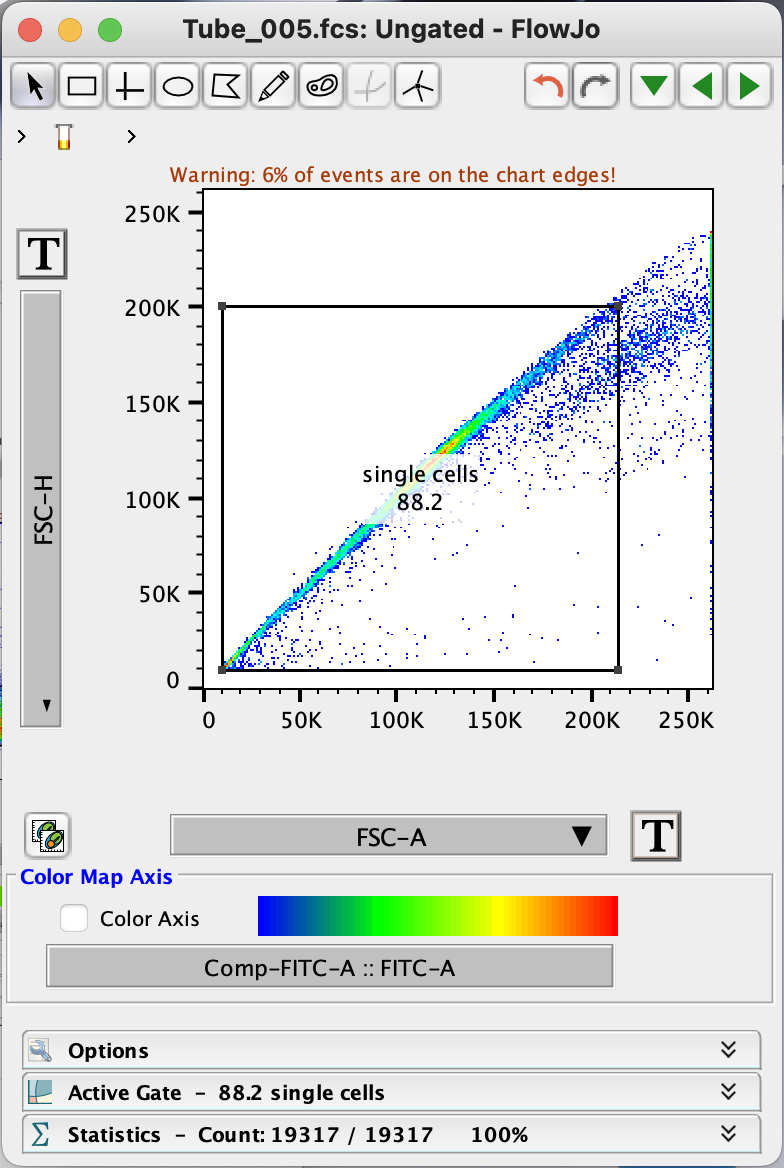 Tube_005.fcs: Ungated - FlowJo
Warning: 6% of events are on the chart edges!
T
250K
200K
150K
100K
50K
0
FSC-H
single cells
88.2
0 50K 100K 150K 200K 250K
FSC-A
T
Color Map Axis
Color Axis
Comp-FITC-A :: FITC-A
Options
Active Gate - 88.2 single cells
Statistics - Count: 19317 / 19317 100%